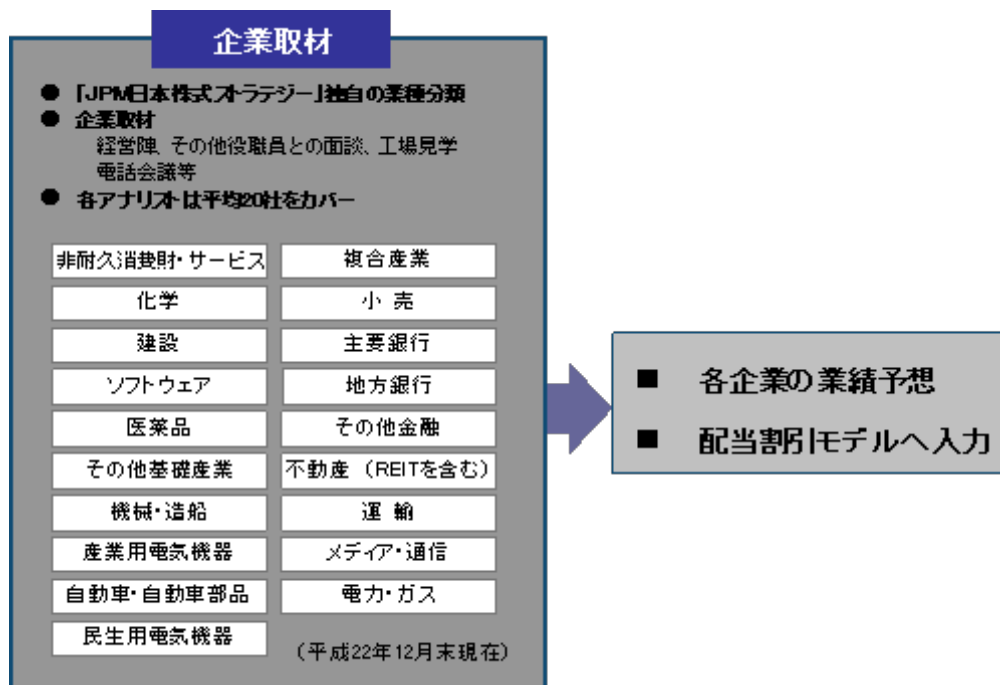 企業取材
● 「JPM日本株式ストラテジー」独自の業種分類
● 企業取材
経営陣、その他役職員との面談、工場見学
電話会議等
● 各アナリストは平均20社をカバー
非耐久消費財・サービス
化学
建設
ソフトウェア
医薬品
その他基礎産業
機械・造船
産業用電気機器
自動車・自動車部品
民生用電気機器
複合産業
小 売
主要銀行
地方銀行
その他金融
不動産 (REITを含む)
運 輸
メディア・通信
電力・ガス
(平成22年12月末現在)
■ 各企業の業績予想
■ 配当割引モデルへ入力